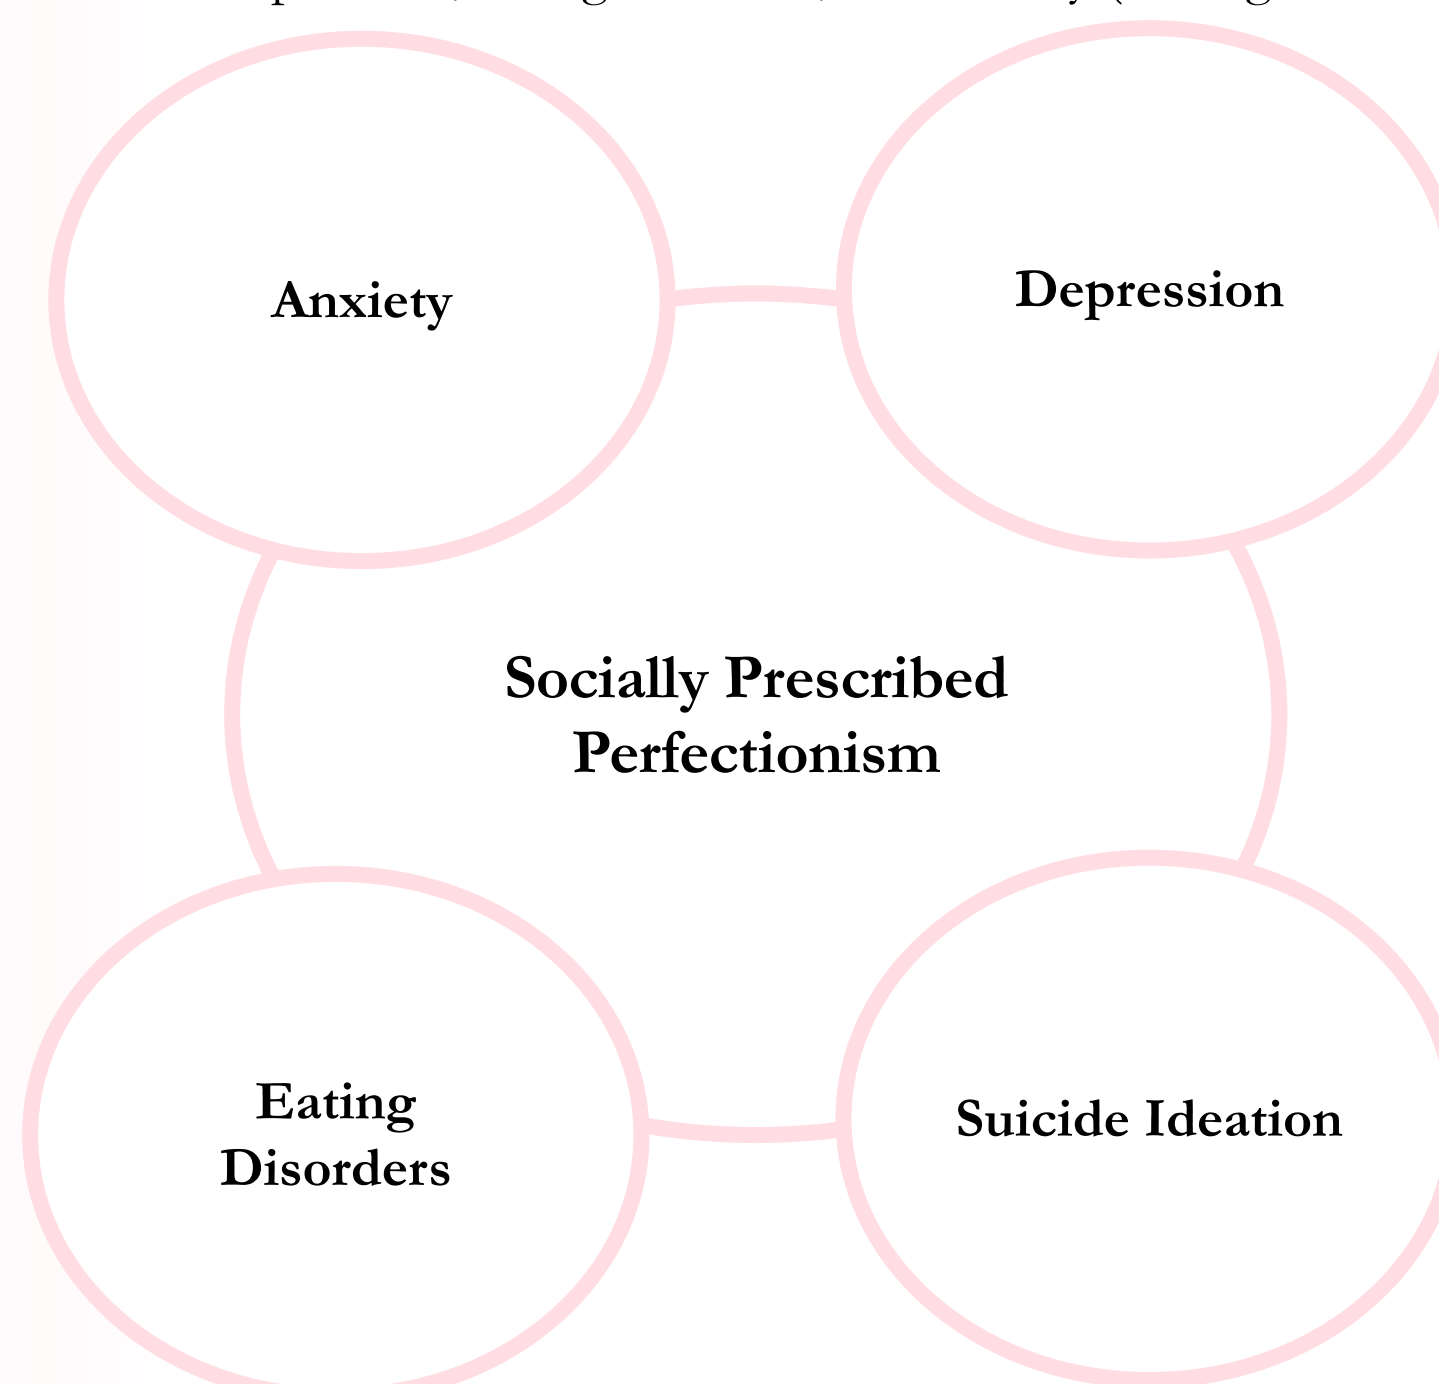 Anxiety
Depression
Socially Prescribed
Perfectionism
Eating
Disorders
Suicide Ideation